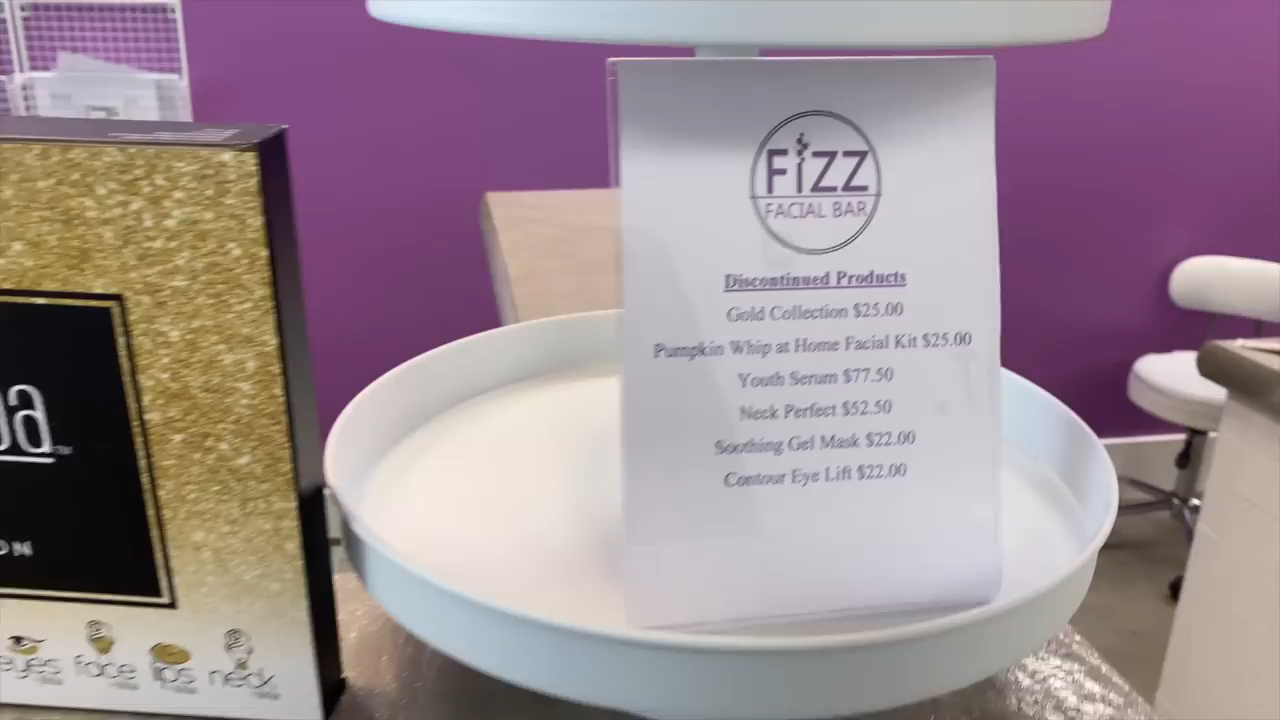 FiZZ
FACIAL BAR
Discontinued Products
Gold Collection $25.00
Pumpkin Whip at Home Facial Kit $25.00
Youth Serum $77.50
Neck Perfect $52.50
Soothing Gel Mask $22.00
Contour Eye Lift $22.00
eyes face lips neck